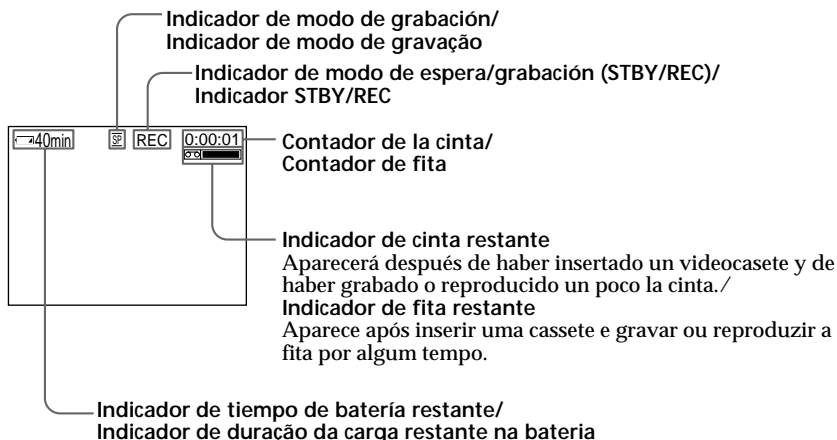 Indicador de modo de grabación/
Indicador de modo de gravação
Indicador de modo de espera/grabación (STBY/REC)/
Indicador STBY/REC
40min SP REC 0:00:01
Contador de la cinta/
Contador de fita
Indicador de cinta restante
Aparecerá después de haber insertado un videocasete y de
haber grabado o reproducido un poco la cinta./
Indicador de fita restante
Aparece após inserir uma cassete e gravar ou reproduzir a
fita por algum tempo.
Indicador de tiempo de batería restante/
Indicador de duração da carga restante na bateria